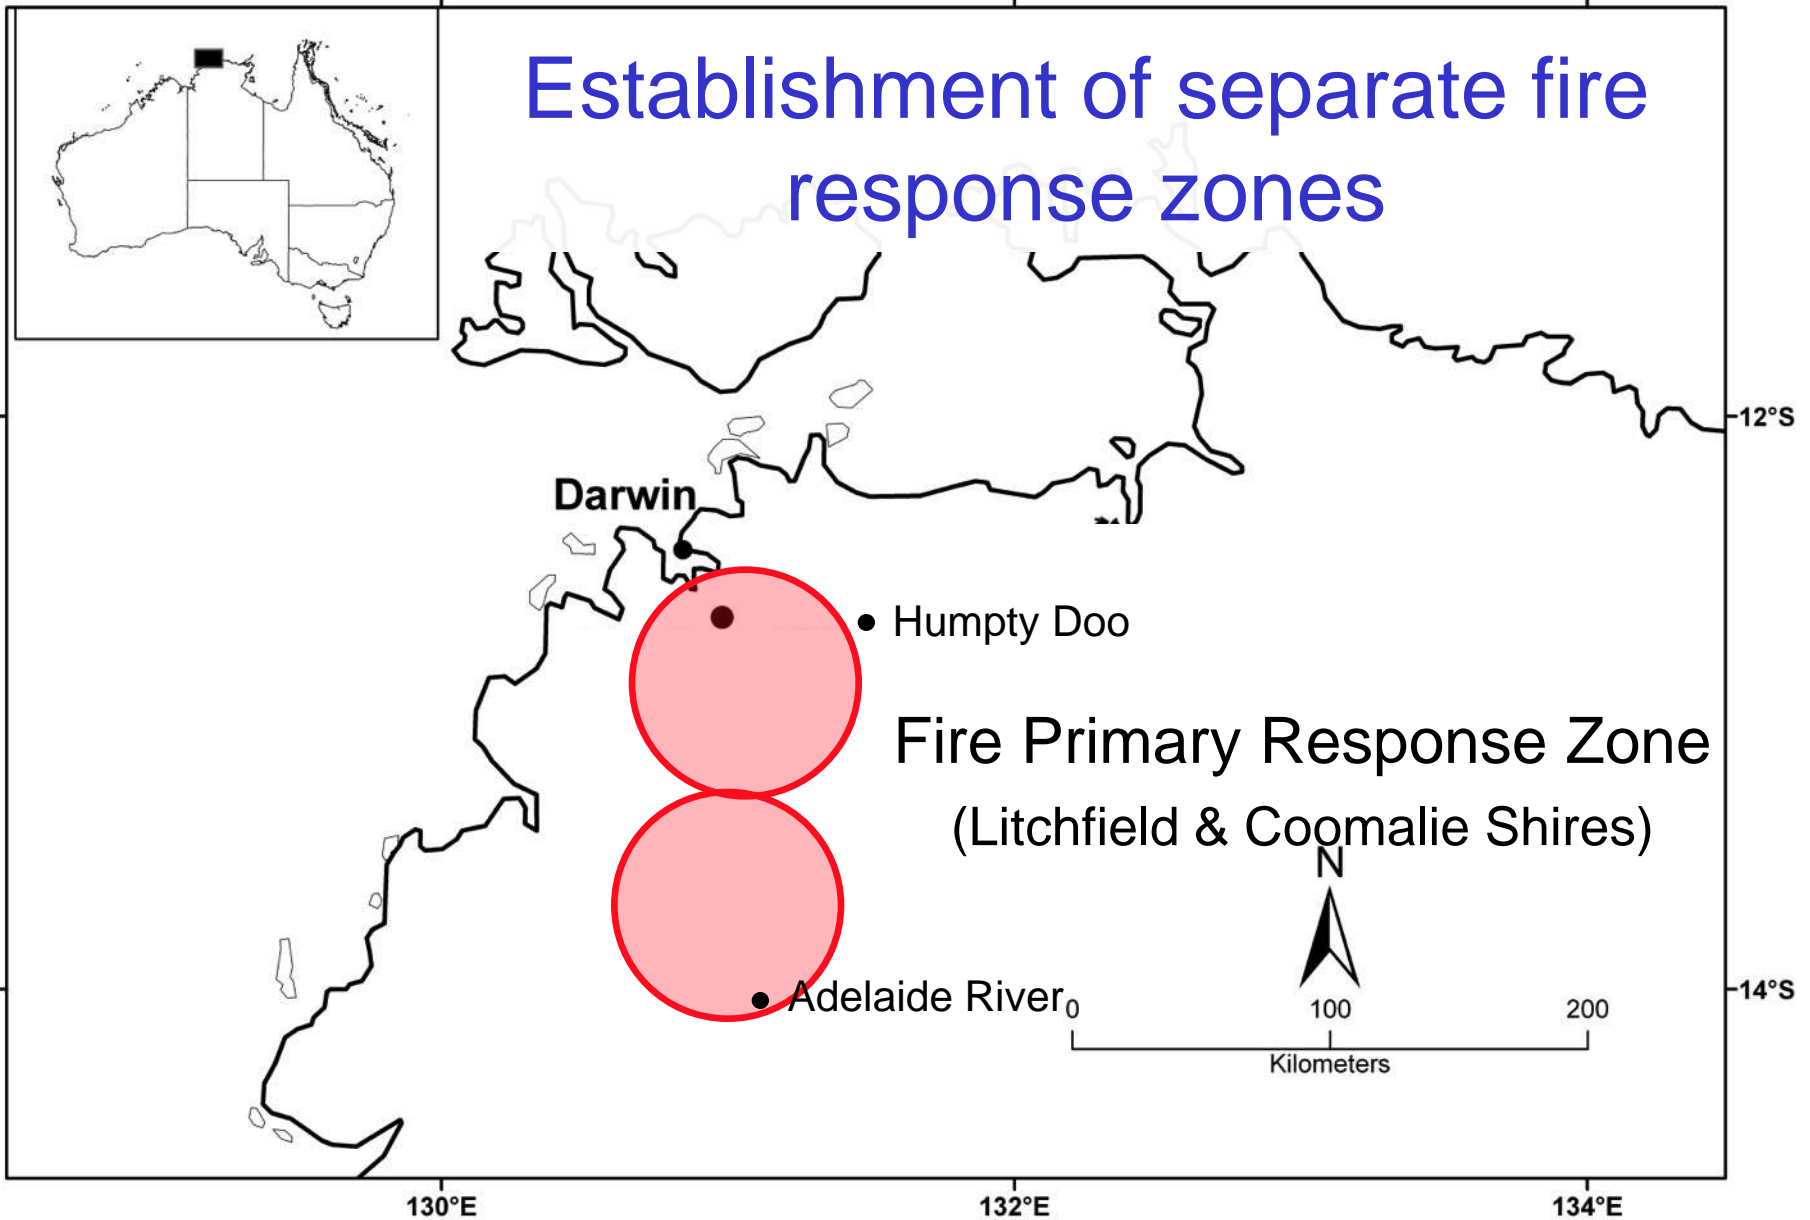 Establishment of separate fire
response zones
12°S
Darwin
Humpty Doo
Fire Primary Response Zone
(Litchfield & Coomalie Shires)
N
Adelaide River
14°S
0 100 200
Kilometers
130°E 132°E 134°E